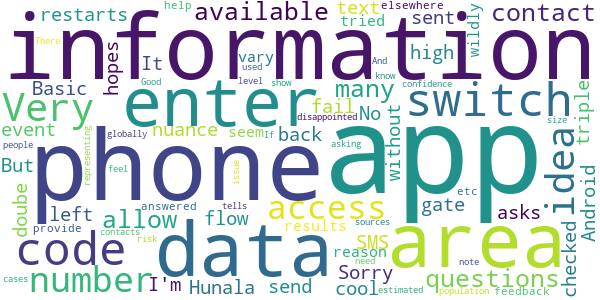 restarts
help
available
text
tried
sent
elsewhere
wildly
contact
information
hopes
It
vary
used
high
And
Good
level
show
know
confidence
size
Basic
Very
enter
many
disappointed
switch
triple
event
people
representing
globally
nuance
seem
If
fail
No
back
asking
without
idea
But
phone
app
feel
issue
tells
left
allow
flow
access
gate
asks
etc
Android
checked
provide
answered
results
SMS
reason
sources
need
code
data
area
contacts
risk
number
I'm
Hunala
send
Sorry
cool
questions
note
cases
estimated
population
feedback
doube
There